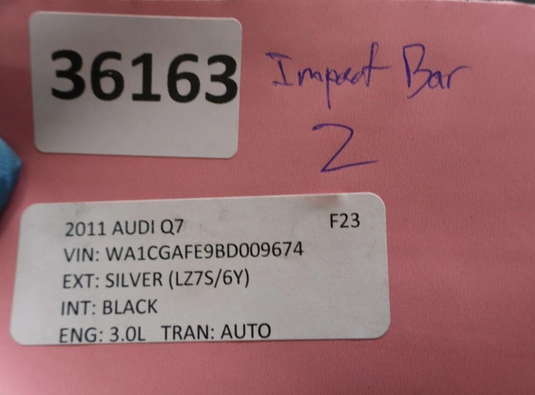 36163
Impact Bar
2
2011 AUDI Q7 F23
VIN: WA1CGAFE9BD009674
EXT: SILVER (LZ7S/6Y)
INT: BLACK
ENG: 3.0L TRAN: AUTO